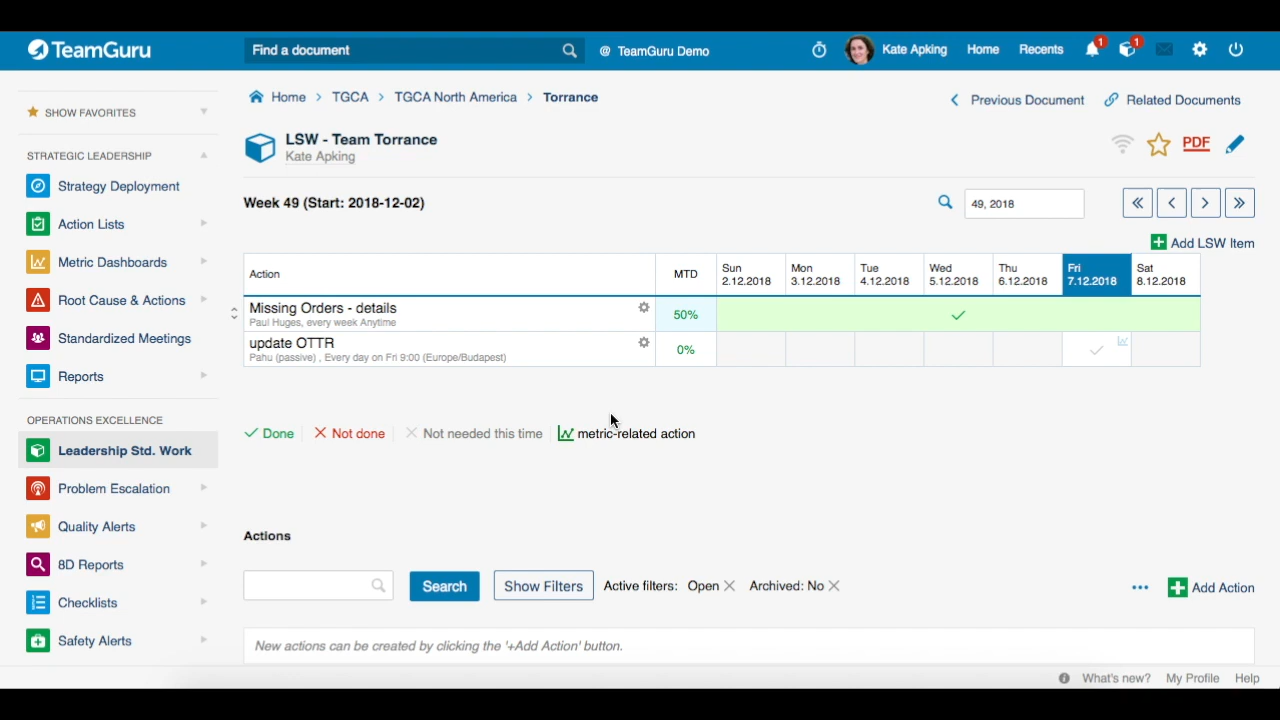 TeamGuru
Find a document
@ TeamGuru Demo
Kate Apking
Home
Recents
1
1
SHOW FAVORITES
STRATEGIC LEADERSHIP
Strategy Deployment
Action Lists
Metric Dashboards
Root Cause & Actions
Standardized Meetings
Reports
OPERATIONS EXCELLENCE
Leadership Std. Work
Problem Escalation
Quality Alerts
8D Reports
Checklists
Safety Alerts
Home > TGCA > TGCA North America > Torrance
Previous Document
Related Documents
LSW - Team Torrance
Kate Apking
PDF
Week 49 (Start: 2018-12-02)
49, 2018
Add LSW Item
Action MTD Sun 2.12.2018 Mon 3.12.2018 Tue 4.12.2018 Wed 5.12.2018 Thu 6.12.2018 Fri 7.12.2018 Sat 8.12.2018
Missing Orders - details
Paul Huges, every week Anytime
50%
update OTTR
Pahu (passive) , Every day on Fri 9:00 (Europe/Budapest)
0%
Done Not done Not needed this time metric-related action
Actions
Search Show Filters Active filters: Open Archived: No
Add Action
New actions can be created by clicking the '+Add Action' button.
What's new? My Profile Help